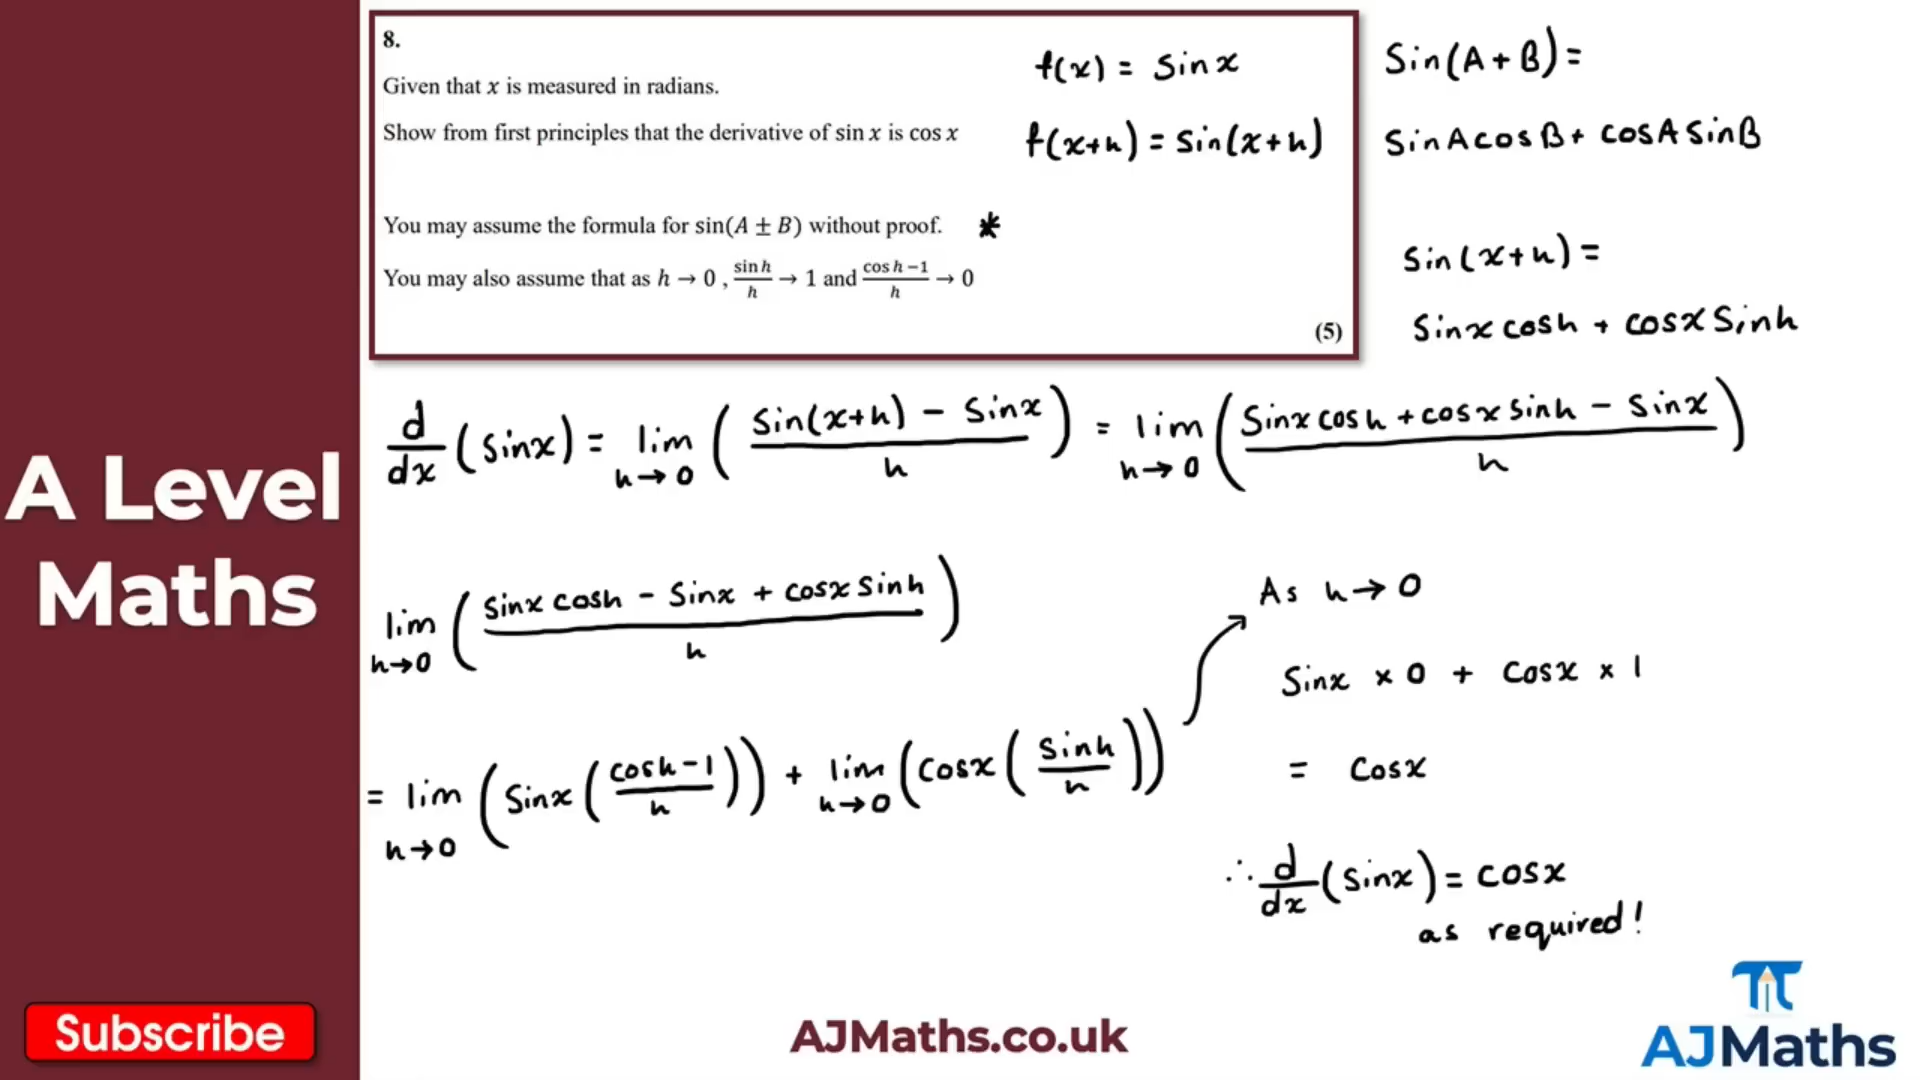 8.
Given that x is measured in radians.
Show from first principles that the derivative of sin x is cos x
You may assume the formula for sin(A ± B) without proof. *
You may also assume that as h → 0 , sin h/h → 1 and cos h −1/h → 0
(5)
f(x) = sinx
f(x+h) = sin(x+h)
Sin(A+B) =
SinAcosB + cosA SinB
Sin(x+h) =
Sinx cosh + cosx Sinh
d/dx (sinx) = lim h→0 ( sin(x+h) − sinx / h ) = lim h→0 ( Sinx cosh + cosx sinh − sinx / h )
lim h→0 ( sinx cosh − sinx + cosx sinh / h )
= lim h→0 ( sinx ( cosh−1 / h ) ) + lim h→0 ( cosx ( sinh / h ) )
As h→0
Sinx × 0 + cosx × 1
= cosx
∴ d/dx (sinx) = cosx
as required!
A Level
Maths
Subscribe
AJMaths.co.uk
AJMaths